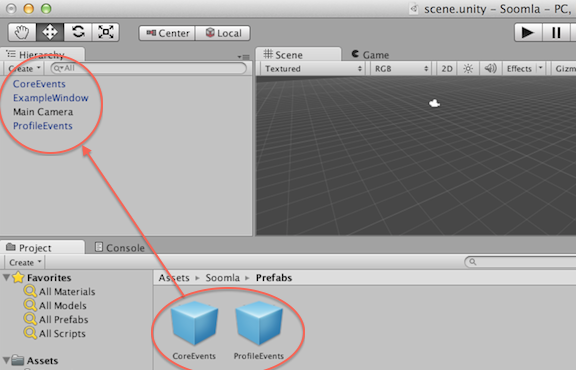 scene.unity - Soomla - PC,
Center Local
Hierarchy
Create All
CoreEvents
ExampleWindow
Main Camera
ProfileEvents
Scene Game
Textured RGB 2D Effects Gizm
Project Console
Create
Favorites
All Materials
All Models
All Prefabs
All Scripts
Assets
Assets Soomla Prefabs
CoreEvents ProfileEvents